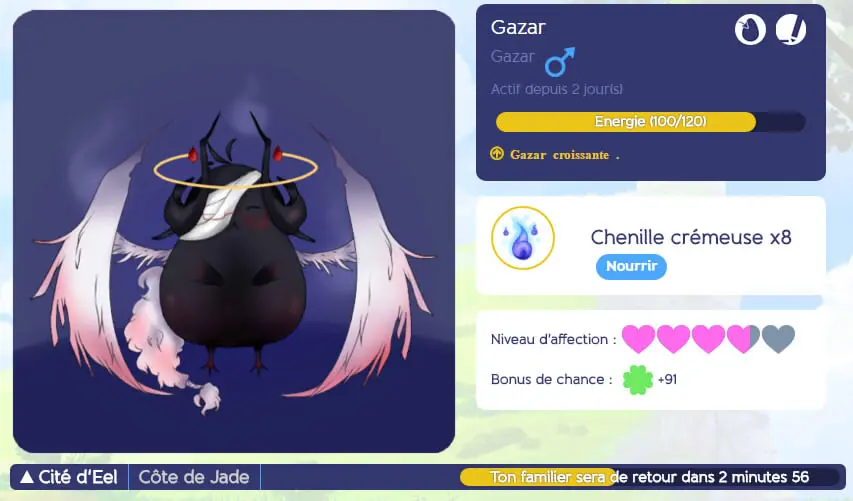 Gazar
Gazar
Actif depuis 2 jour(s)
Energie (100/120)
Gazar croissante .
Chenille crémeuse x8
Nourrir
Niveau d'affection :
Bonus de chance : +91
Cité d'Eel
Côte de Jade
Ton familier sera de retour dans 2 minutes 56